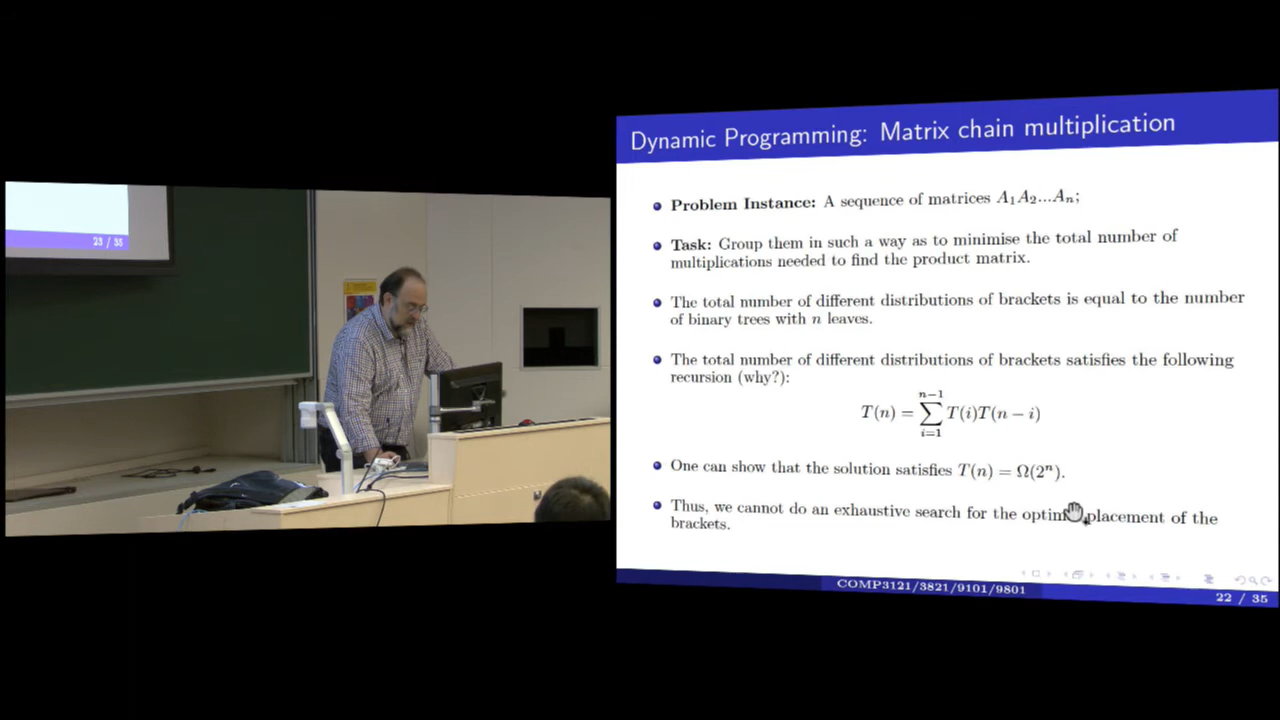 23 / 35
Dynamic Programming: Matrix chain multiplication
Problem Instance: A sequence of matrices A₁A₂...Aₙ;
Task: Group them in such a way as to minimise the total number of
multiplications needed to find the product matrix.
The total number of different distributions of brackets is equal to the number
of binary trees with n leaves.
The total number of different distributions of brackets satisfies the following
recursion (why?):
T(n) = ∑_{i=1}^{n−1} T(i)T(n − i)
One can show that the solution satisfies T(n) = Ω(2ⁿ).
Thus, we cannot do an exhaustive search for the placement of the
brackets.
COMP3121/3821/9101/9801
22 / 35